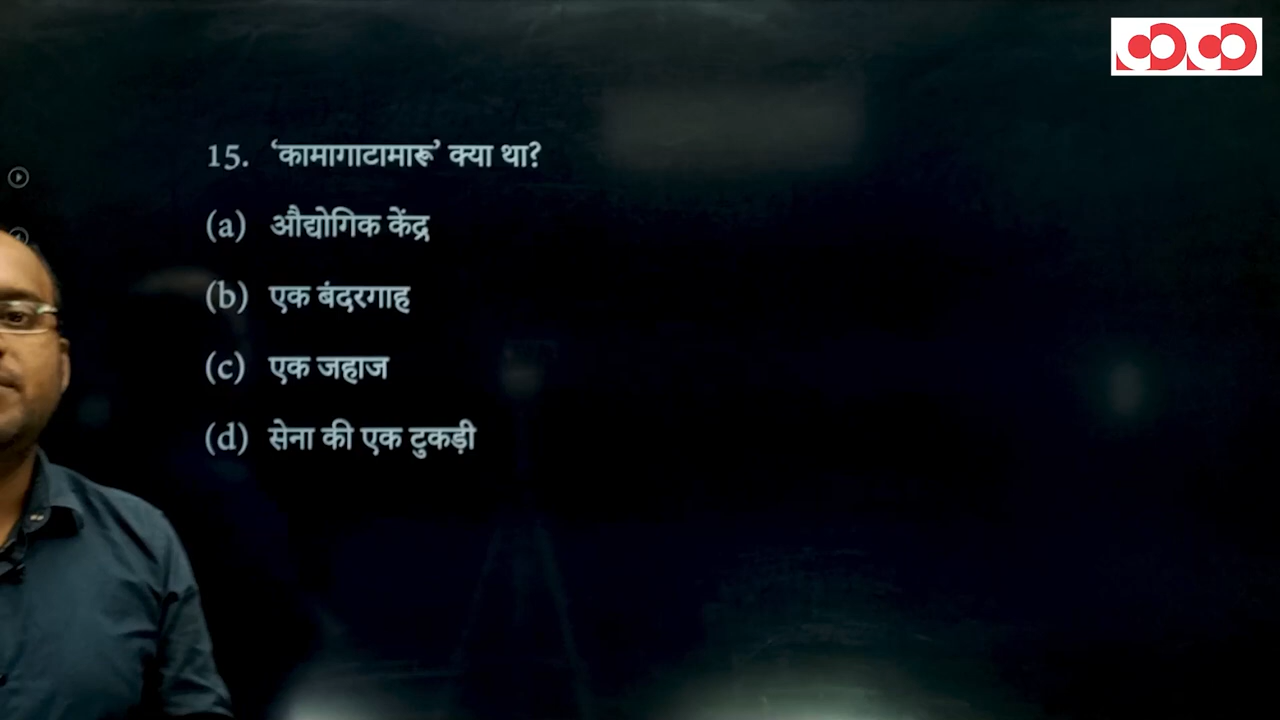 15. ‘कामागाटामारू’ क्या था?
(a) औद्योगिक केंद्र
(b) एक बंदरगाह
(c) एक जहाज
(d) सेना की एक टुकड़ी